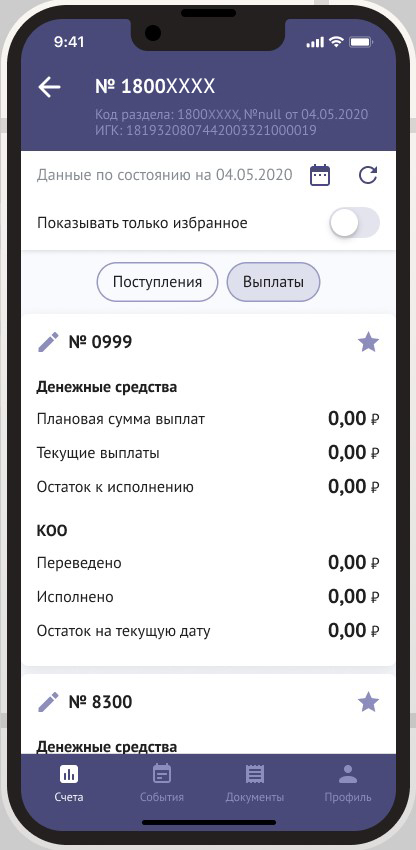 9:41
№ 1800XXXX
Код раздела: 1800XXXX, №null от 04.05.2020
ИГК: 1819320807442003321000019
Данные по состоянию на 04.05.2020
Показывать только избранное
Поступления Выплаты
№ 0999
Денежные средства
Плановая сумма выплат 0,00 ₽
Текущие выплаты 0,00 ₽
Остаток к исполнению 0,00 ₽
КОО
Переведено 0,00 ₽
Исполнено 0,00 ₽
Остаток на текущую дату 0,00 ₽
№ 8300
Денежные средства
Счета События Документы Профиль